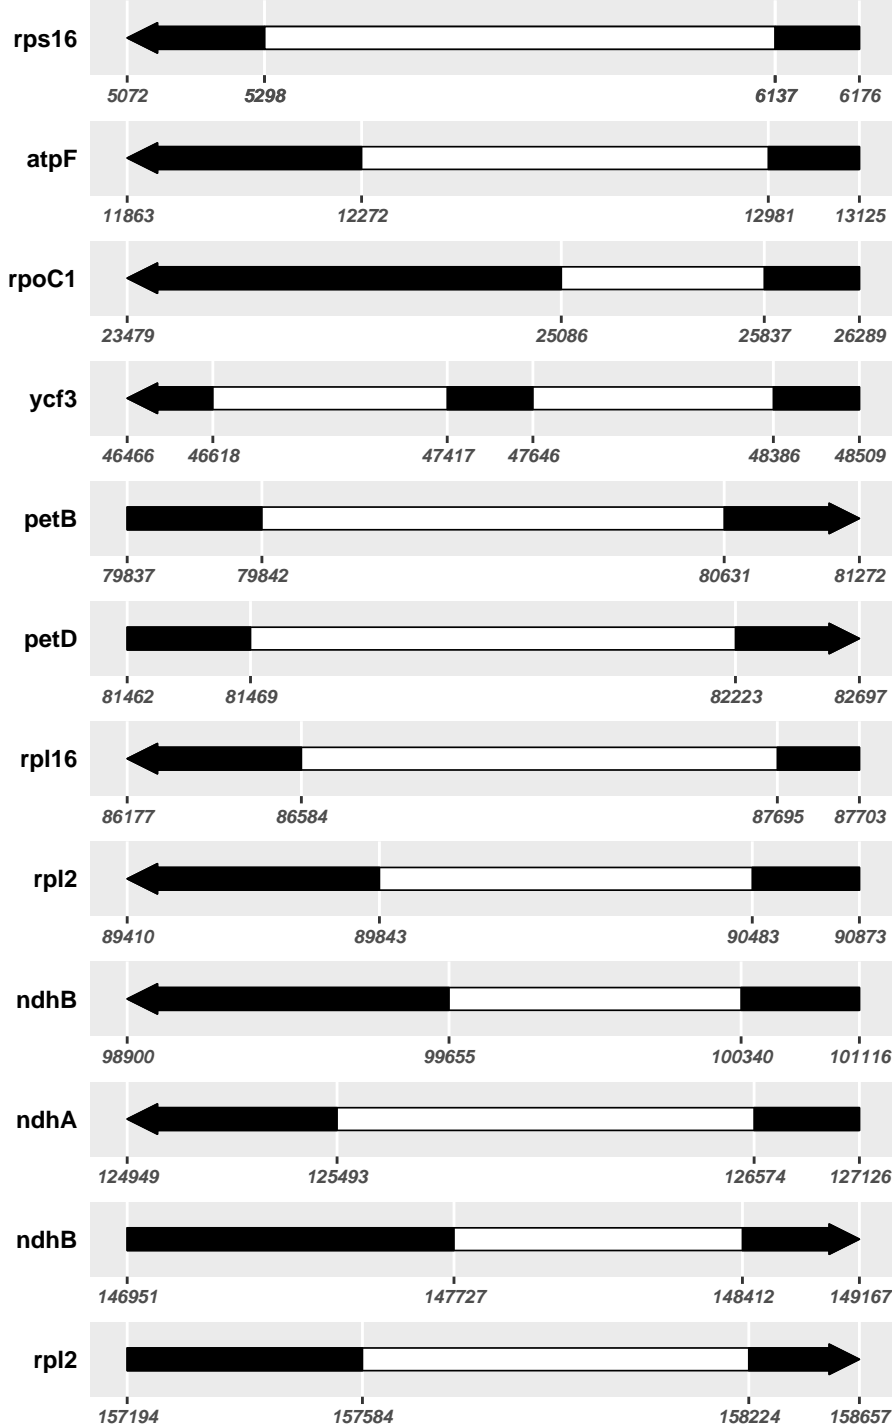 rps16
5072 5298 6137 6176
atpF
11863 12272 12981 13125
rpoC1
23479 25086 25837 26289
ycf3
46466 46618 47417 47646 48386 48509
petB
79837 79842 80631 81272
petD
81462 81469 82223 82697
rpl16
86177 86584 87695 87703
rpl2
89410 89843 90483 90873
ndhB
98900 99655 100340 101116
ndhA
124949 125493 126574 127126
ndhB
146951 147727 148412 149167
rpl2
157194 157584 158224 158657